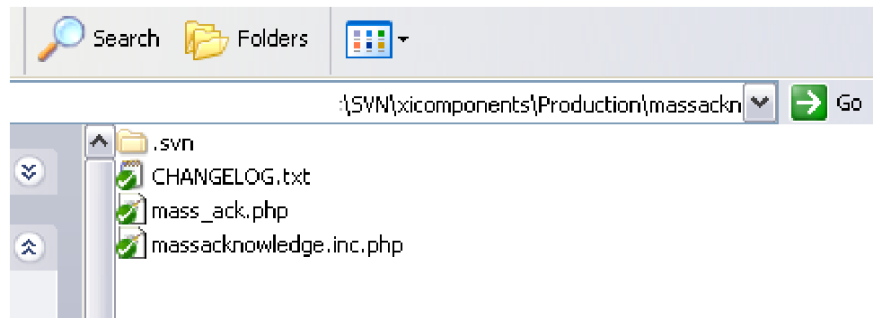 Search Folders
:\SVN\xicomponents\Production\massackn Go
.svn
CHANGELOG.txt
mass_ack.php
massacknowledge.inc.php